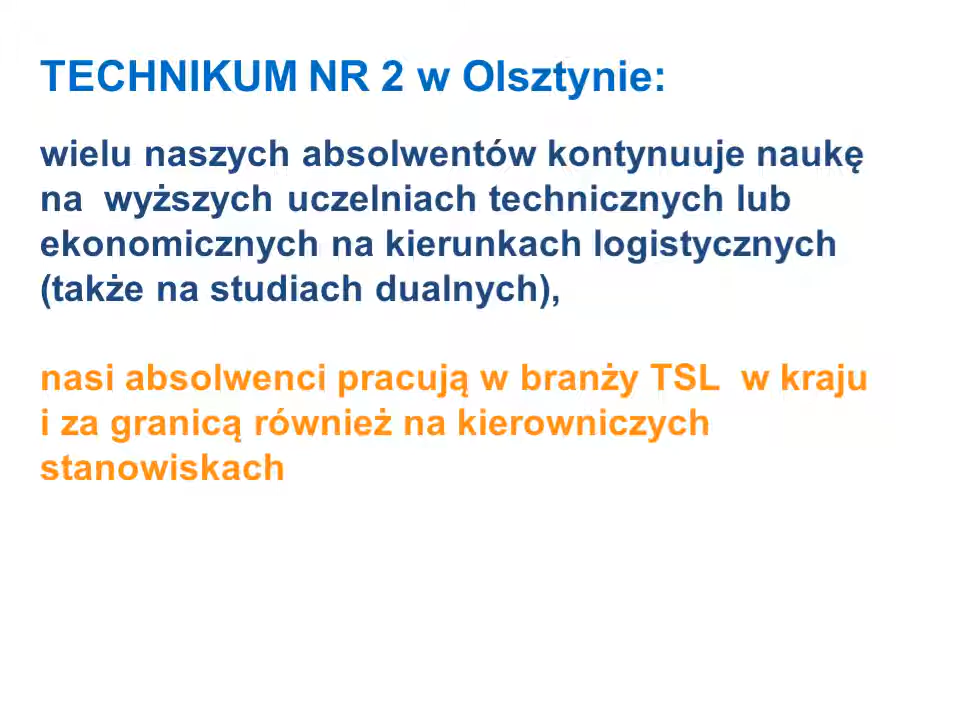 TECHNIKUM NR 2 w Olsztynie:
wielu naszych absolwentów kontynuuje naukę
na wyższych uczelniach technicznych lub
ekonomicznych na kierunkach logistycznych
(także na studiach dualnych),
nasi absolwenci pracują w branży TSL w kraju
i za granicą również na kierowniczych
stanowiskach